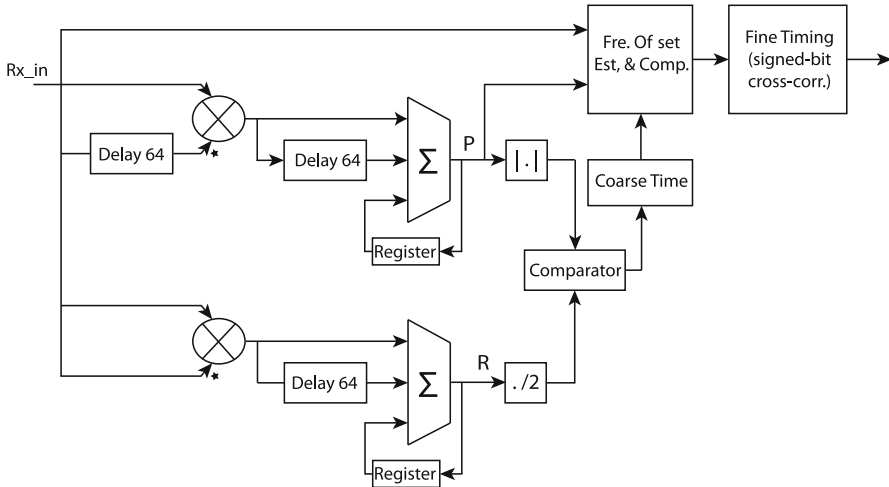 Rx_in
Delay 64
Delay 64
Σ
P
|.|
Register
Fre. Of set
Est, & Comp.
Fine Timing
(signed-bit
cross-corr.)
Coarse Time
Comparator
Delay 64
Σ
R
./2
Register